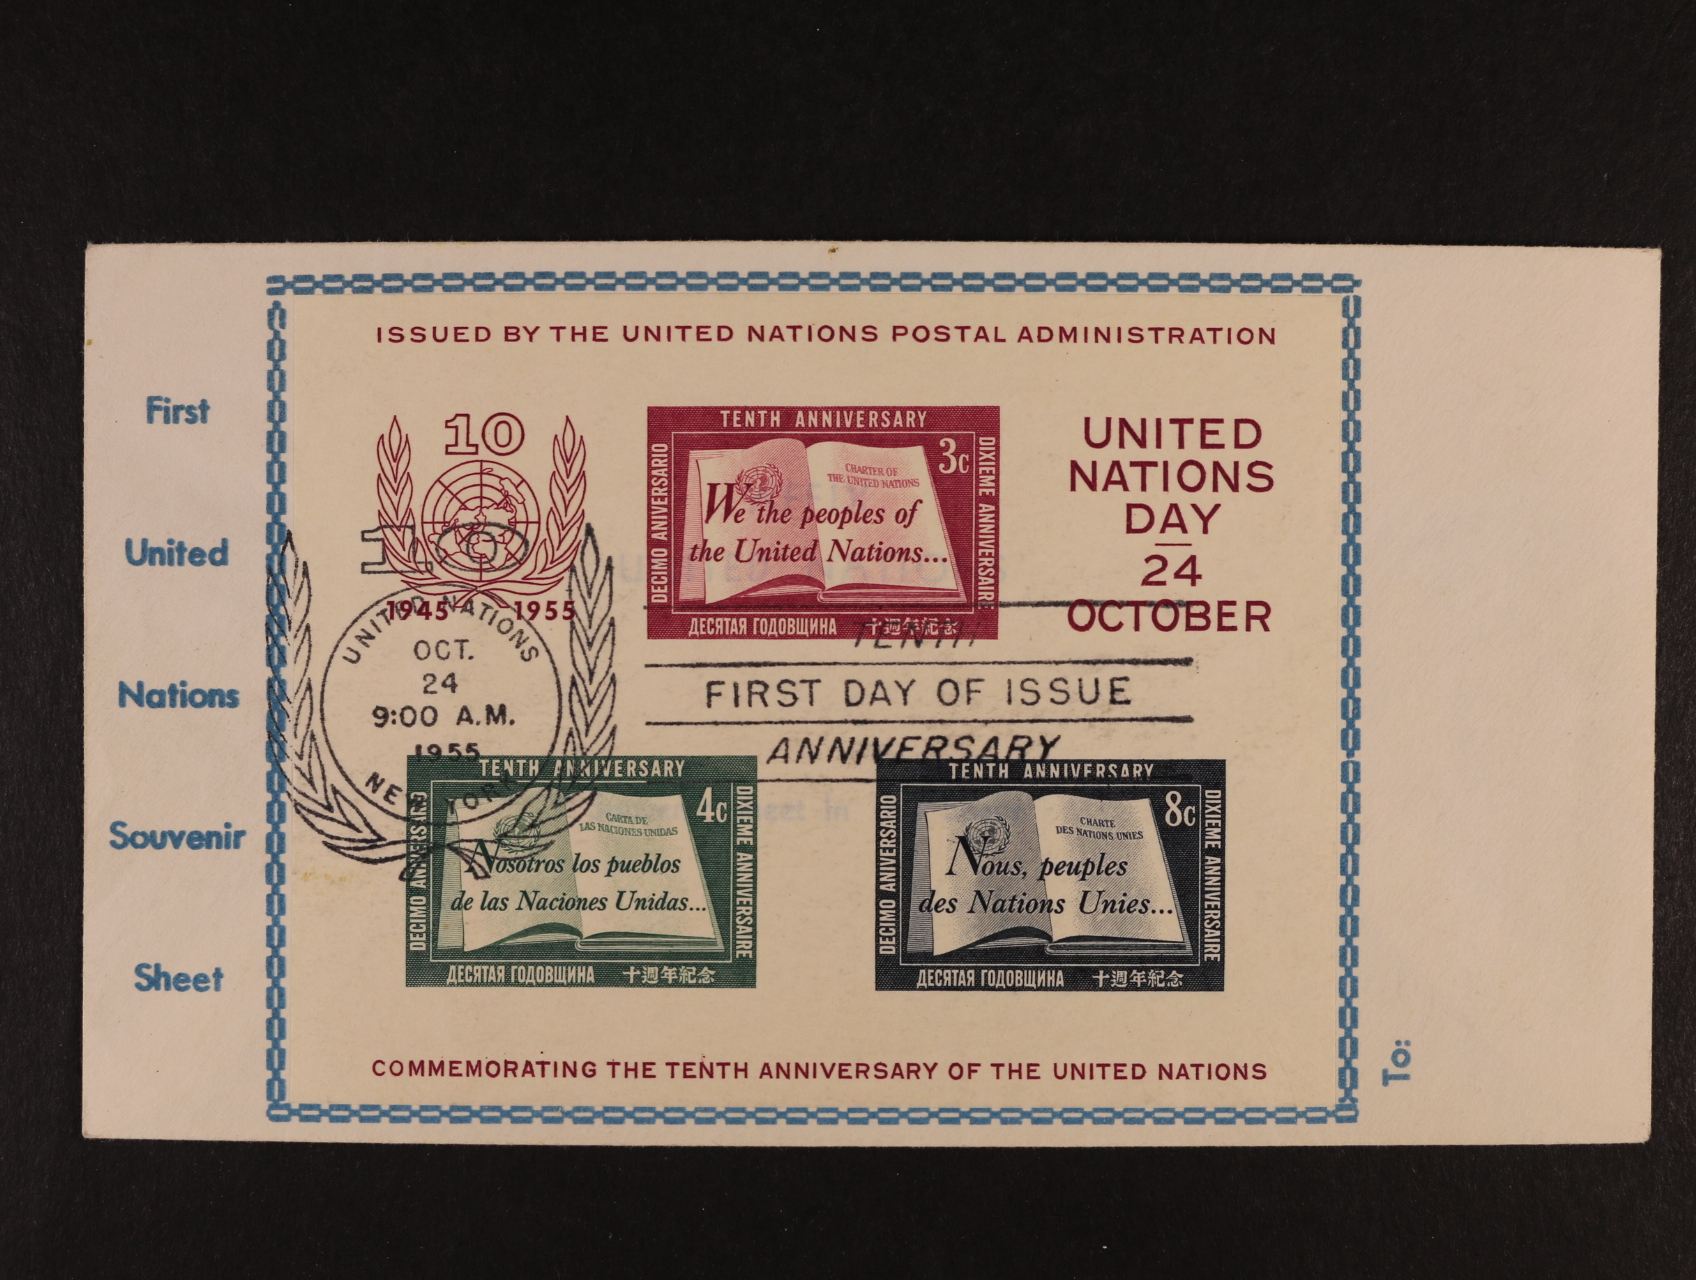 ISSUED BY THE UNITED NATIONS POSTAL ADMINISTRATION
First
United
Nations
Souvenir
Sheet
10
1945 1955
TENTH ANNIVERSARY
3c
DECIMO ANIVERSARIO
DIXIEME ANNIVERSAIRE
CHARTER OF
THE UNITED NATIONS
We the peoples of
the United Nations...
ДЕСЯТАЯ ГОДОВЩИНА 十週年紀念
UNITED
NATIONS
DAY
24
OCTOBER
10
UNITED NATIONS
OCT.
24
9:00 A.M.
1955
NEW YORK
TENTH
FIRST DAY OF ISSUE
ANNIVERSARY
TENTH ANNIVERSARY
4c
DECIMO ANIVERSARIO
DIXIEME ANNIVERSAIRE
CARTA DE
LAS NACIONES UNIDAS
Nosotros los pueblos
de las Naciones Unidas...
ДЕСЯТАЯ ГОДОВЩИНА 十週年紀念
TENTH ANNIVERSARY
8c
DECIMO ANIVERSARIO
DIXIEME ANNIVERSAIRE
CHARTE
DES NATIONS UNIES
Nous, peuples
des Nations Unies...
ДЕСЯТАЯ ГОДОВЩИНА 十週年紀念
COMMEMORATING THE TENTH ANNIVERSARY OF THE UNITED NATIONS
To: